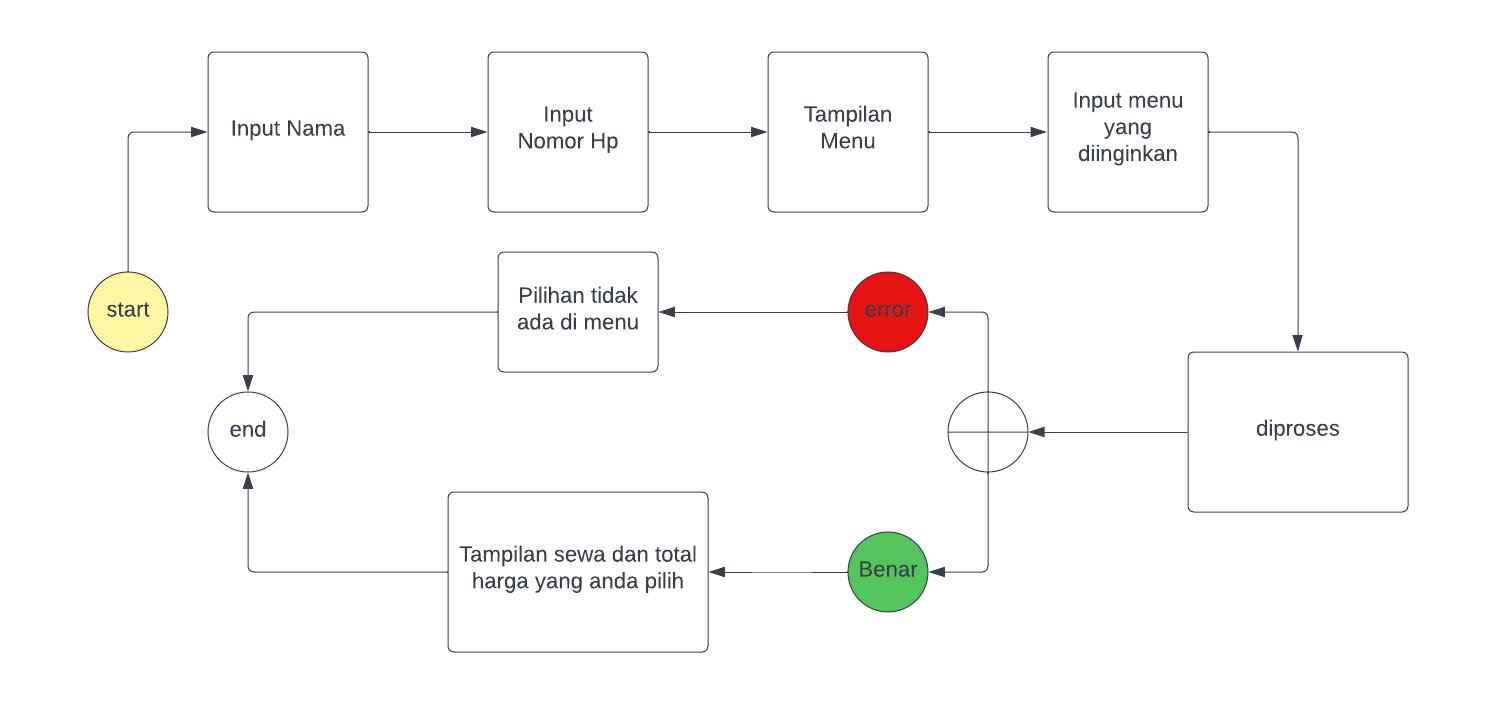 Input Nama
Input
Nomor Hp
Tampilan
Menu
Input menu
yang
diinginkan
start
Pilihan tidak
ada di menu
error
end
diproses
Tampilan sewa dan total
harga yang anda pilih
Benar